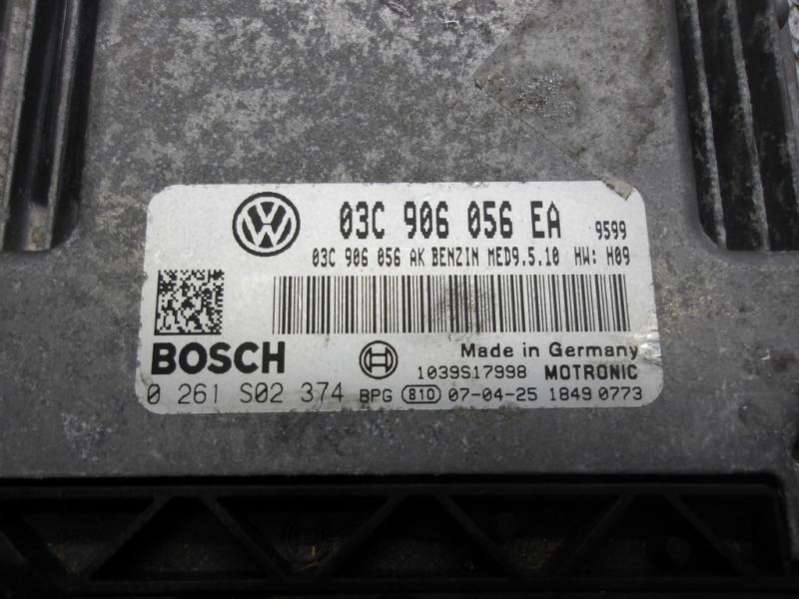 03C 906 056 EA 9599
03C 906 056 AK BENZIN MED9.5.10 HW: H09
BOSCH
Made in Germany
1039S17998 MOTRONIC
0 261 S02 374 BPG 810 07-04-25 1849 0773